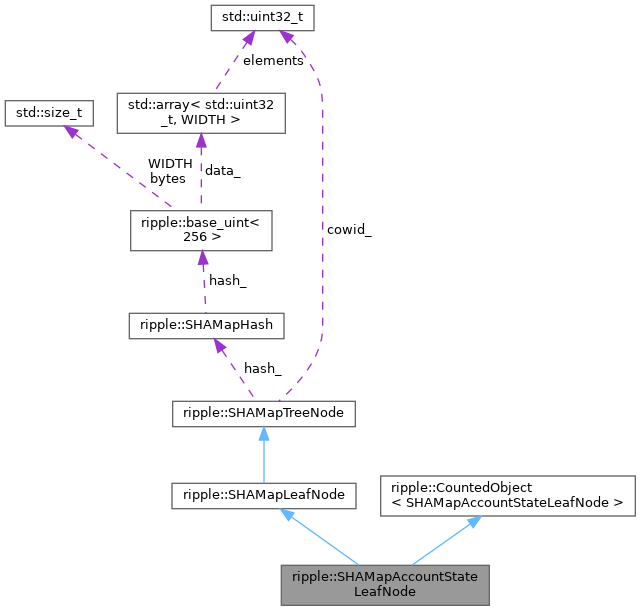 std::uint32_t
elements
std::array< std::uint32
_t, WIDTH >
std::size_t
WIDTH
bytes
data_
ripple::base_uint<
256 >
cowid_
hash_
ripple::SHAMapHash
hash_
ripple::SHAMapTreeNode
ripple::SHAMapLeafNode
ripple::CountedObject
< SHAMapAccountStateLeafNode >
ripple::SHAMapAccountState
LeafNode